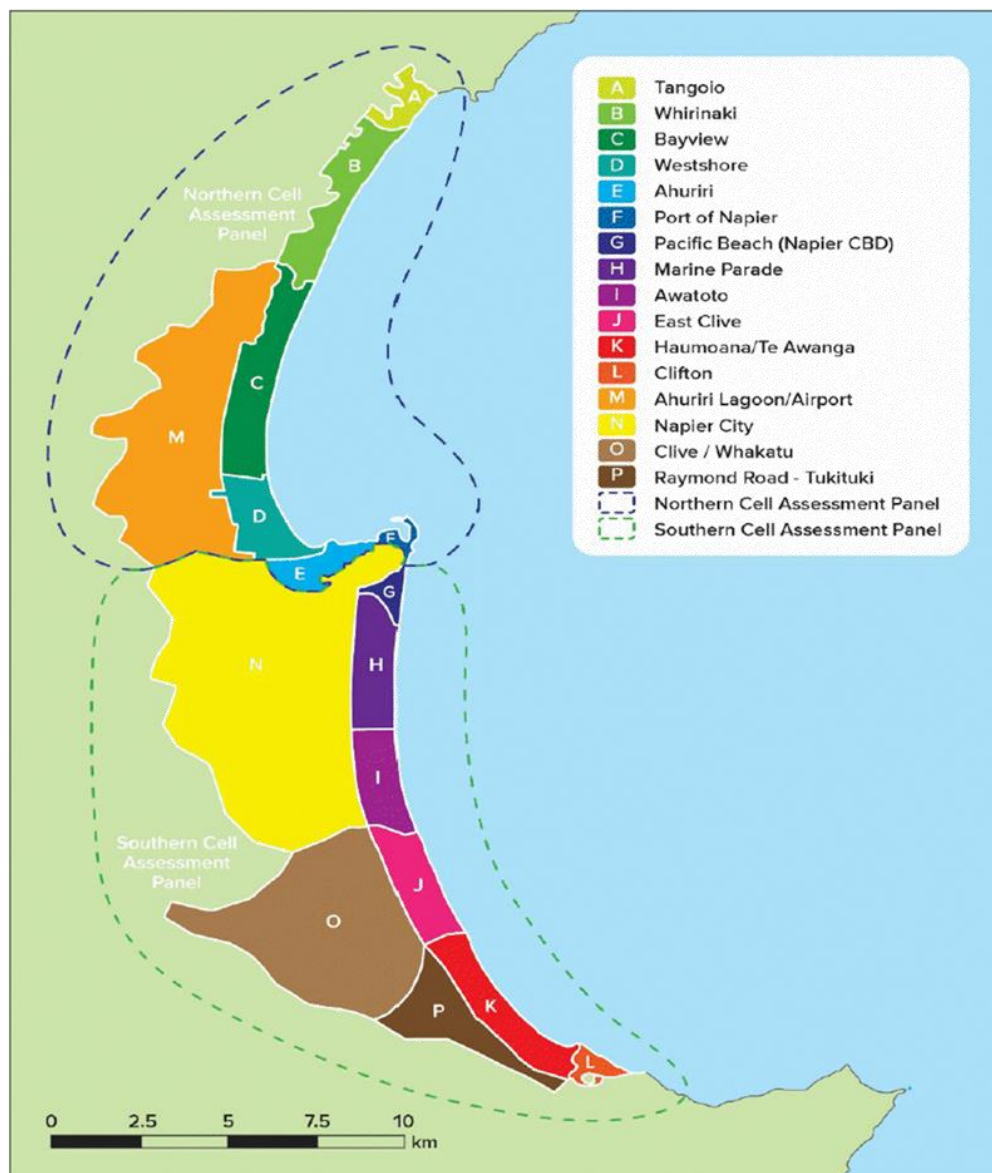 A Tangoio
B Whirinaki
C Bayview
D Westshore
E Ahuriri
F Port of Napier
G Pacific Beach (Napier CBD)
H Marine Parade
I Awatoto
J East Clive
K Haumoana/Te Awanga
L Clifton
M Ahuriri Lagoon/Airport
N Napier City
O Clive / Whakatu
P Raymond Road - Tukituki
Northern Cell Assessment Panel
Southern Cell Assessment Panel
A
B
Northern Cell
Assessment
Panel
C
M
D
F
E
G
N
H
I
Southern Cell
Assessment
Panel
J
O
K
P
L
0 2.5 5 7.5 10
km